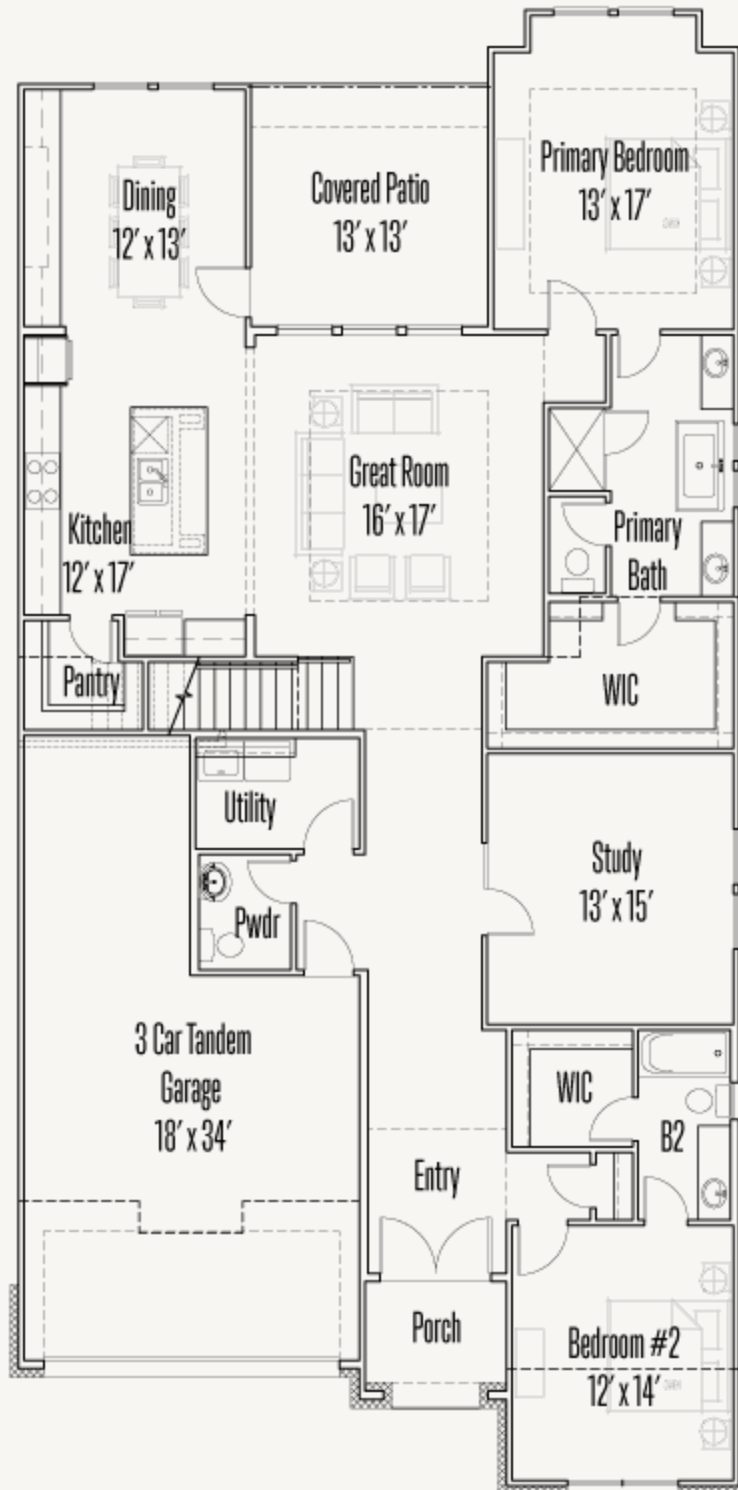 Primary Bedroom
13' x 17'
Dining
12' x 13'
Covered Patio
13' x 13'
Great Room
16' x 17'
Kitchen
12' x 17'
Primary
Bath
Pantry
WIC
Utility
Study
13' x 15'
Pwdr
3 Car Tandem
Garage
18' x 34'
WIC
B2
Entry
Porch
Bedroom #2
12' x 14'